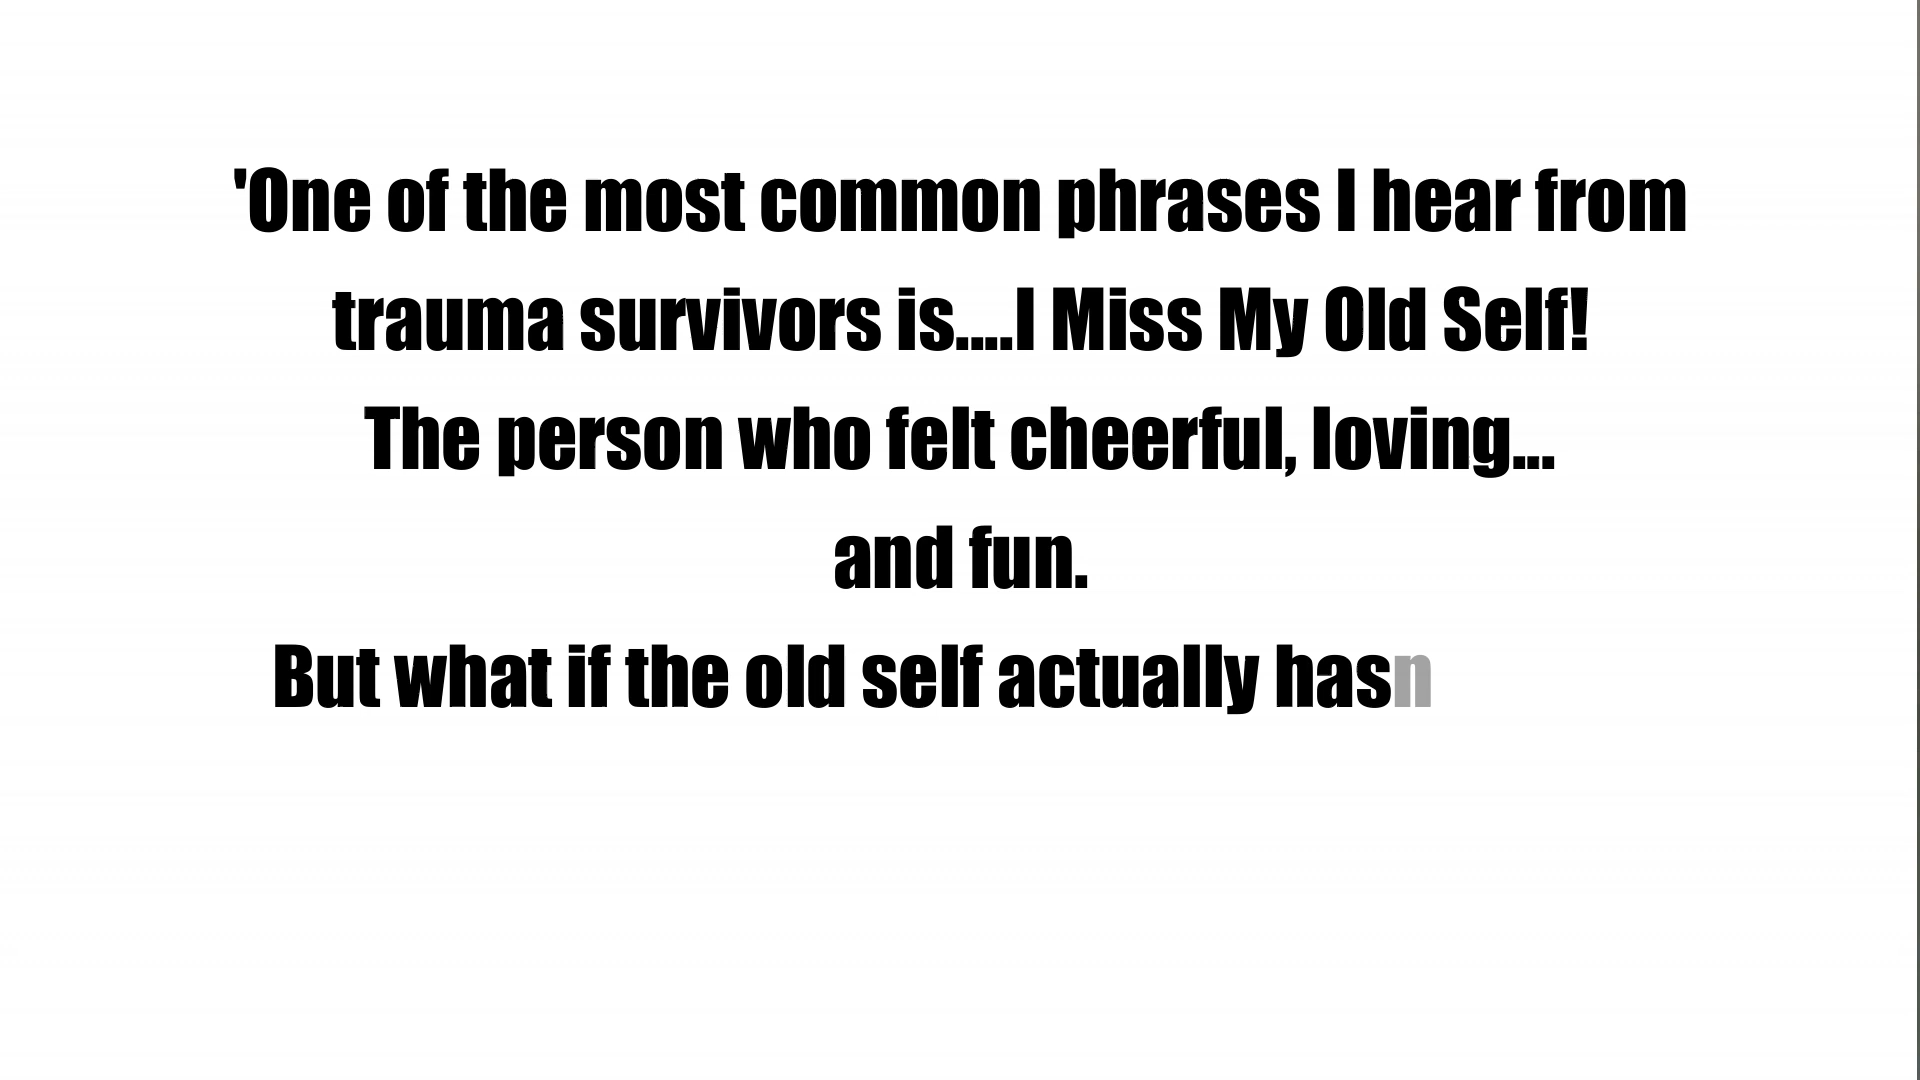 'One of the most common phrases I hear from
trauma survivors is....I Miss My Old Self!
The person who felt cheerful, loving...
and fun.
But what if the old self actually hasn